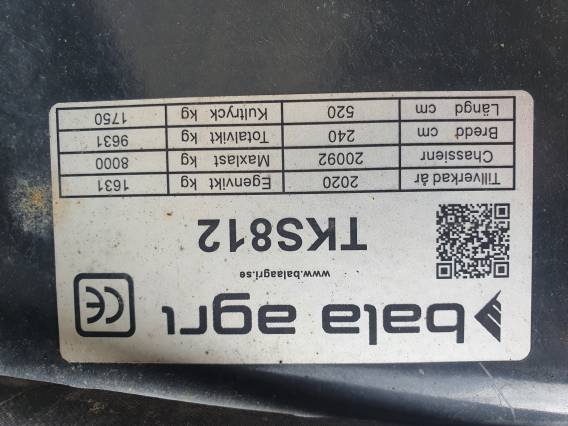 bala agri
www.balaagri.se
TKS812
Tillverkad år 2020 Egenvikt kg 1631
Chassienr 20092 Maxlast kg 8000
Bredd cm 240 Totalvikt kg 9631
Längd cm 520 Kultryck kg 1750